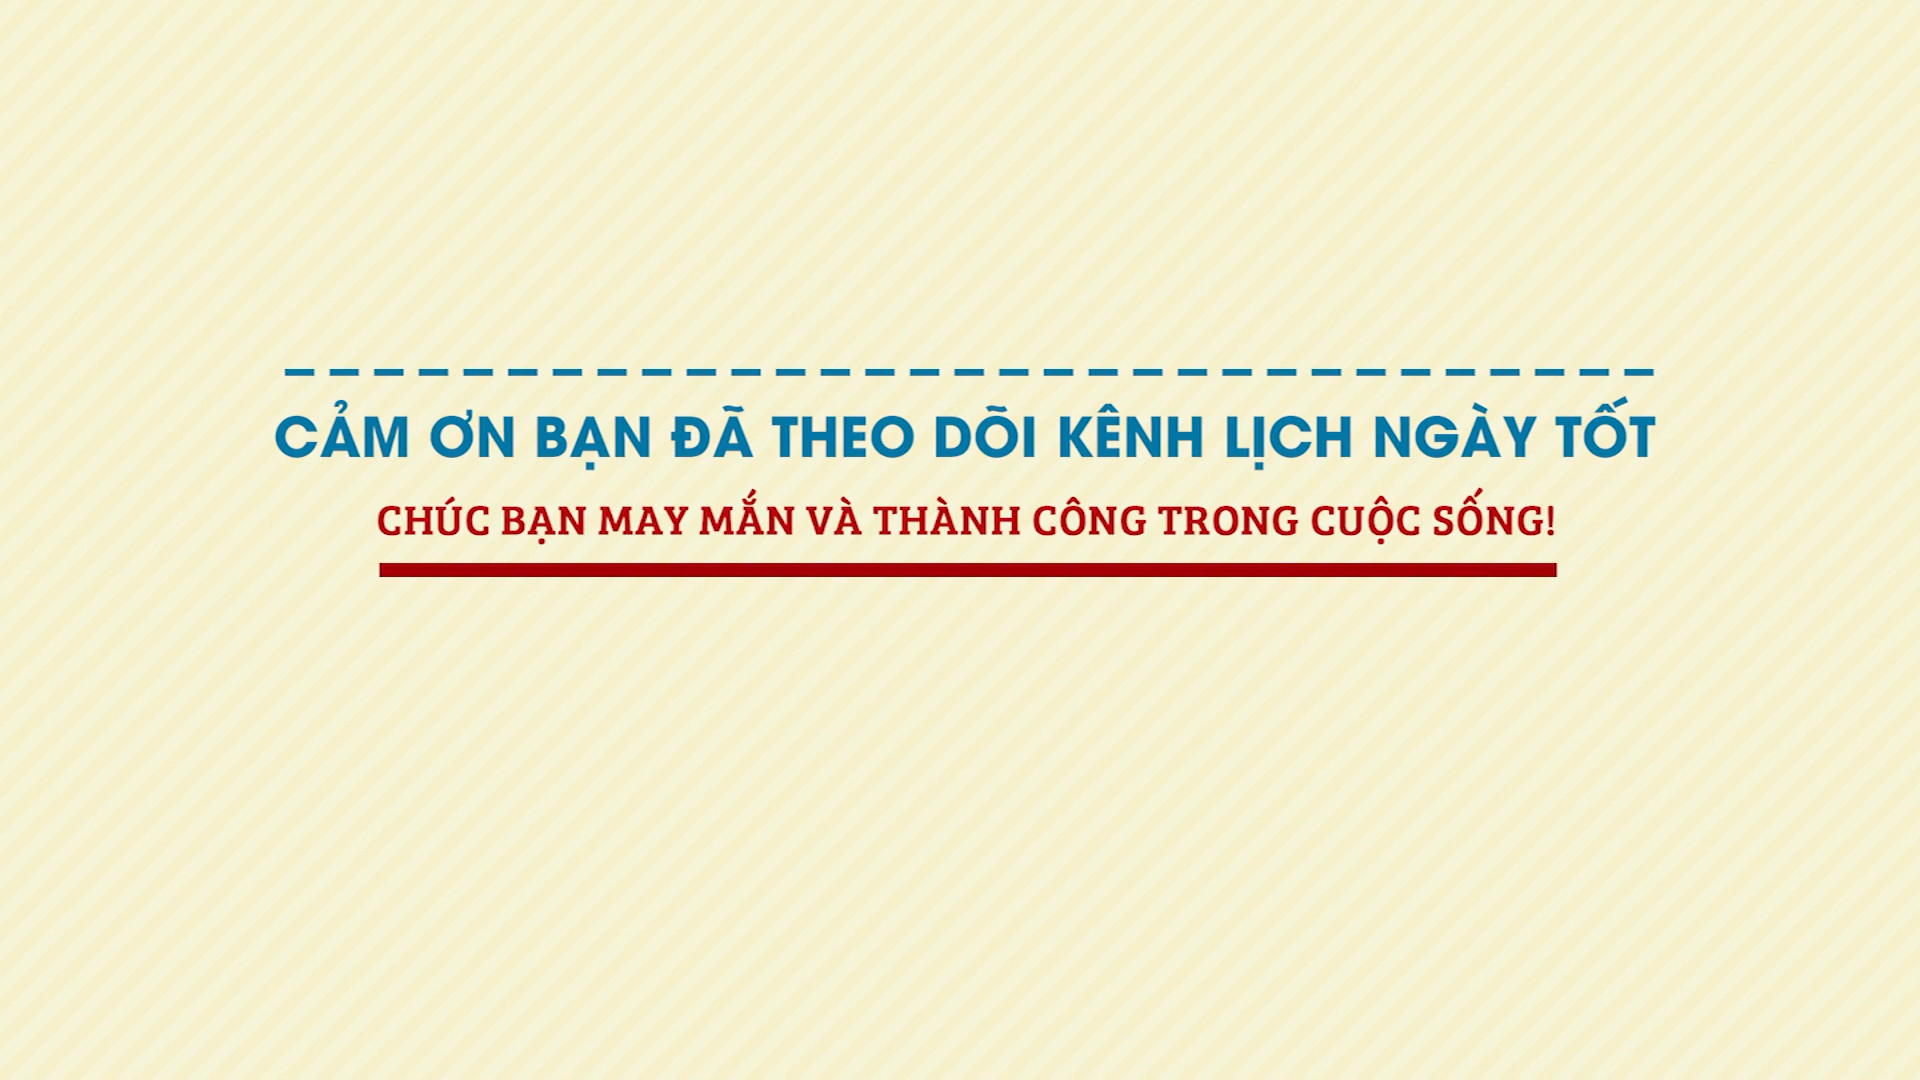 CẢM ƠN BẠN ĐÃ THEO DÕI KÊNH LỊCH NGÀY TỐT
CHÚC BẠN MAY MẮN VÀ THÀNH CÔNG TRONG CUỘC SỐNG!